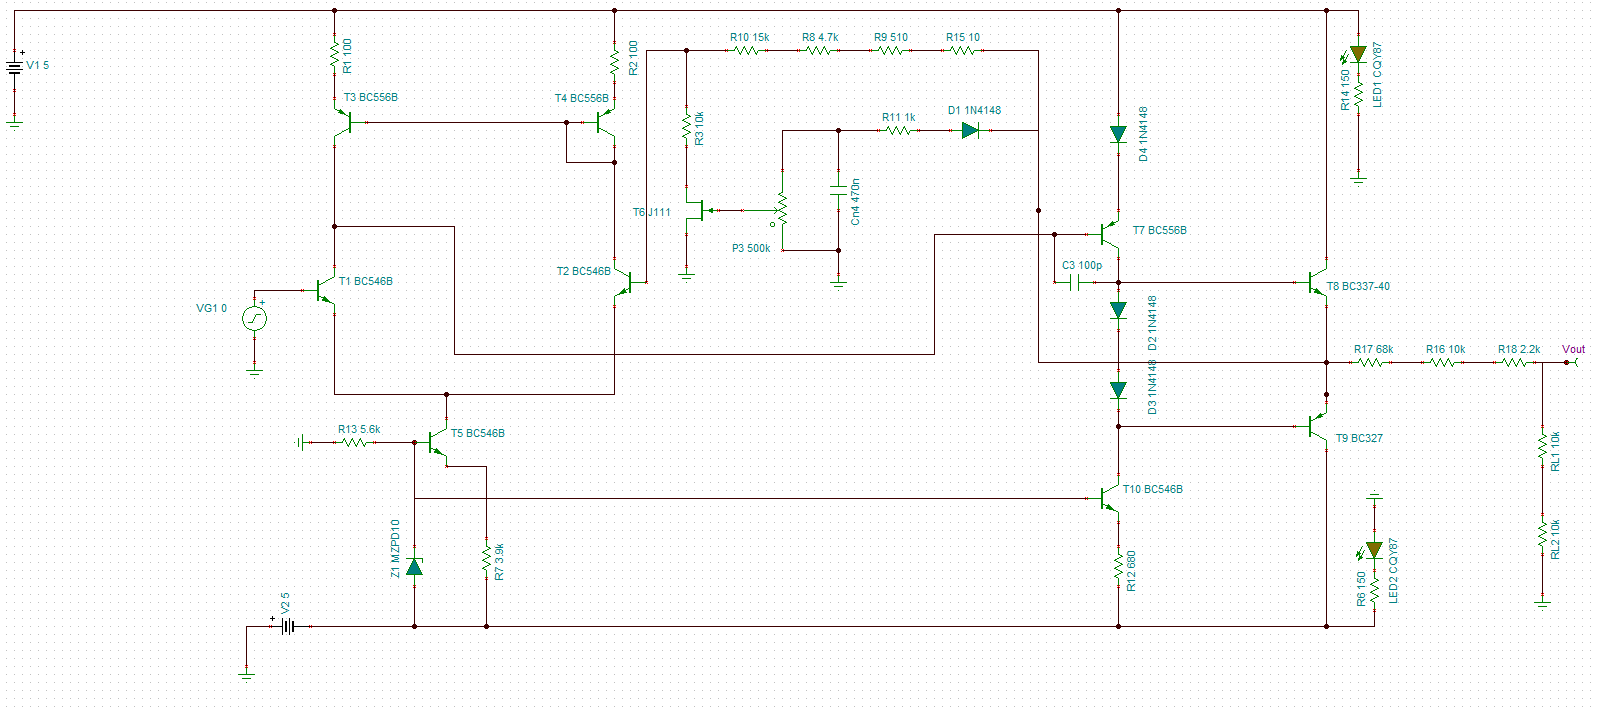 R10 15k
R8 4.7k
R9 510
R15 10
R1 100
R2 100
V1 5
+
LED1 CQY87
R14 150
T3 BC556B
T4 BC556B
R3 10k
R11 1k
D1 1N4148
D4 1N4148
T6 J111
P3 500k
Cn4 470n
T7 BC556B
C3 100p
T1 BC546B
T2 BC546B
T8 BC337-40
VG1 0
+
D2 1N4148
D3 1N4148
R17 68k
R16 10k
R18 2.2k
Vout
R13 5.6k
T5 BC546B
T9 BC327
RL1 10k
T10 BC546B
Z1 MZPD10
R7 3.9k
R12 680
R6 150
LED2 CQY87
RL2 10k
V2 5
+